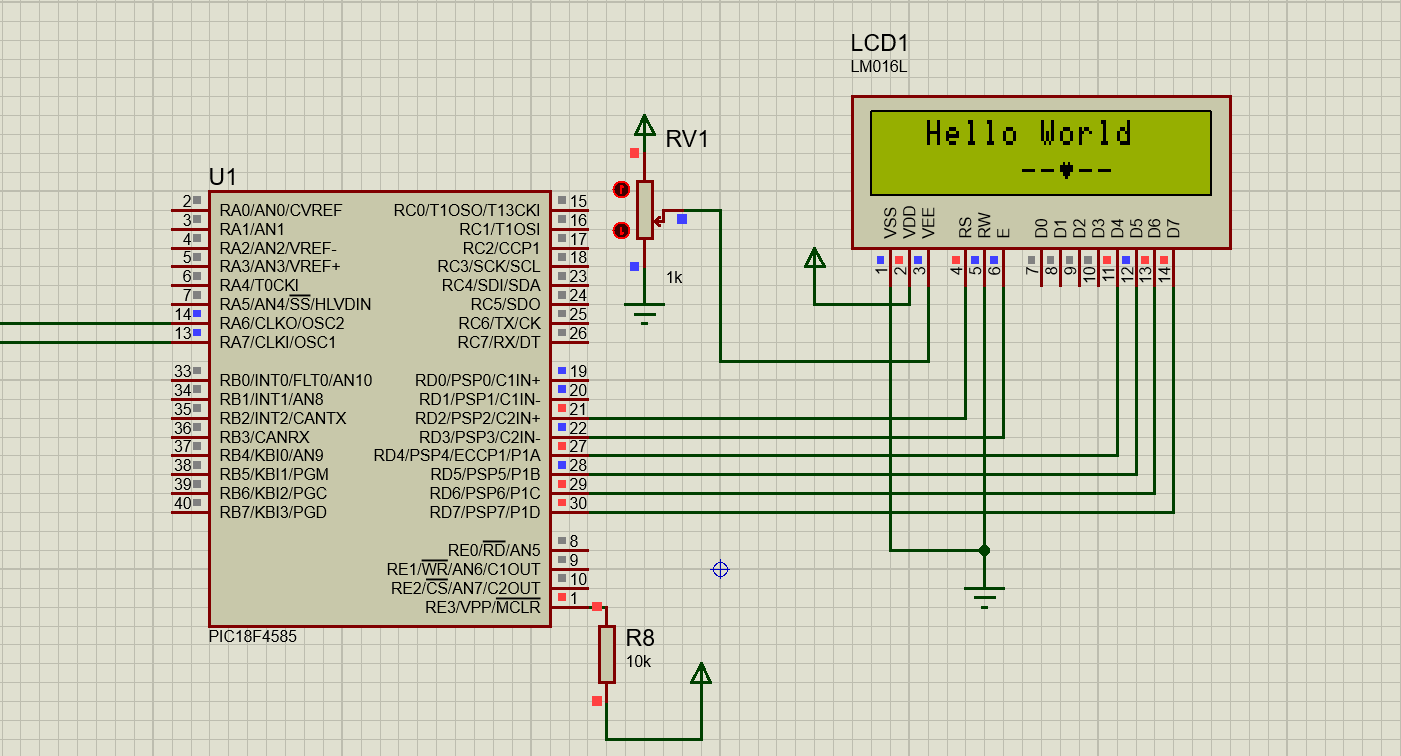 LCD1
LM016L
Hello World
--♥--
VSS
VDD
VEE
RS
RW
E
D0
D1
D2
D3
D4
D5
D6
D7
1
2
3
4
5
6
7
8
9
10
11
12
13
14
RV1
1k
U1
2 RA0/AN0/CVREF RC0/T1OSO/T13CKI 15
3 RA1/AN1 RC1/T1OSI 16
4 RA2/AN2/VREF- RC2/CCP1 17
5 RA3/AN3/VREF+ RC3/SCK/SCL 18
6 RA4/T0CKI RC4/SDI/SDA 23
7 RA5/AN4/SS/HLVDIN RC5/SDO 24
14 RA6/CLKO/OSC2 RC6/TX/CK 25
13 RA7/CLKI/OSC1 RC7/RX/DT 26
33 RB0/INT0/FLT0/AN10 RD0/PSP0/C1IN+ 19
34 RB1/INT1/AN8 RD1/PSP1/C1IN- 20
35 RB2/INT2/CANTX RD2/PSP2/C2IN+ 21
36 RB3/CANRX RD3/PSP3/C2IN- 22
37 RB4/KBI0/AN9 RD4/PSP4/ECCP1/P1A 27
38 RB5/KBI1/PGM RD5/PSP5/P1B 28
39 RB6/KBI2/PGC RD6/PSP6/P1C 29
40 RB7/KBI3/PGD RD7/PSP7/P1D 30
RE0/RD/AN5 8
RE1/WR/AN6/C1OUT 9
RE2/CS/AN7/C2OUT 10
RE3/VPP/MCLR 1
PIC18F4585
R8
10k